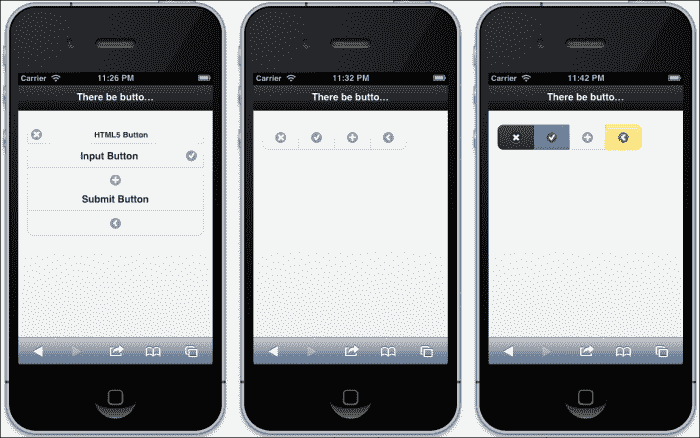 Carrier 11:26 PM
There be butto...
HTML5 Button
Input Button
Submit Button
Carrier 11:32 PM
There be butto...
Carrier 11:42 PM
There be butto...